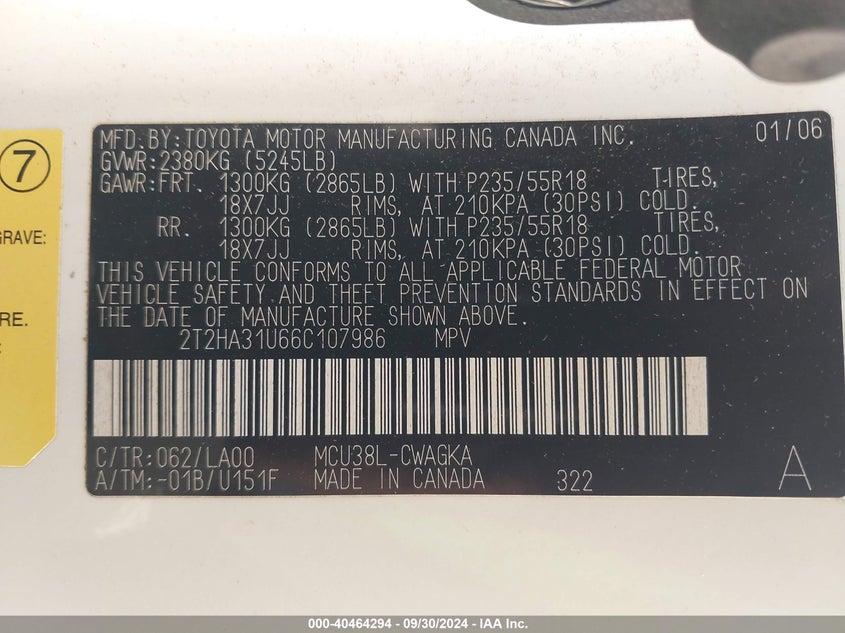 MFD.BY:TOYOTA MOTOR MANUFACTURING CANADA INC. 01/06
GVWR:2380KG (5245LB)
GAWR:FRT. 1300KG (2865LB) WITH P235/55R18 TIRES,
18X7JJ RIMS, AT 210KPA (30PSI) COLD.
RR. 1300KG (2865LB) WITH P235/55R18 TIRES,
18X7JJ RIMS, AT 210KPA (30PSI) COLD.
THIS VEHICLE CONFORMS TO ALL APPLICABLE FEDERAL MOTOR
VEHICLE SAFETY AND THEFT PREVENTION STANDARDS IN EFFECT ON
THE DATE OF MANUFACTURE SHOWN ABOVE.
2T2HA31U66C107986 MPV
C/TR:062/LA00 MCU38L-CWAGKA
A/TM:-01B/U151F MADE IN CANADA 322 A
7
GRAVE:
RE.
000-40464294 - 09/30/2024 - IAA Inc.